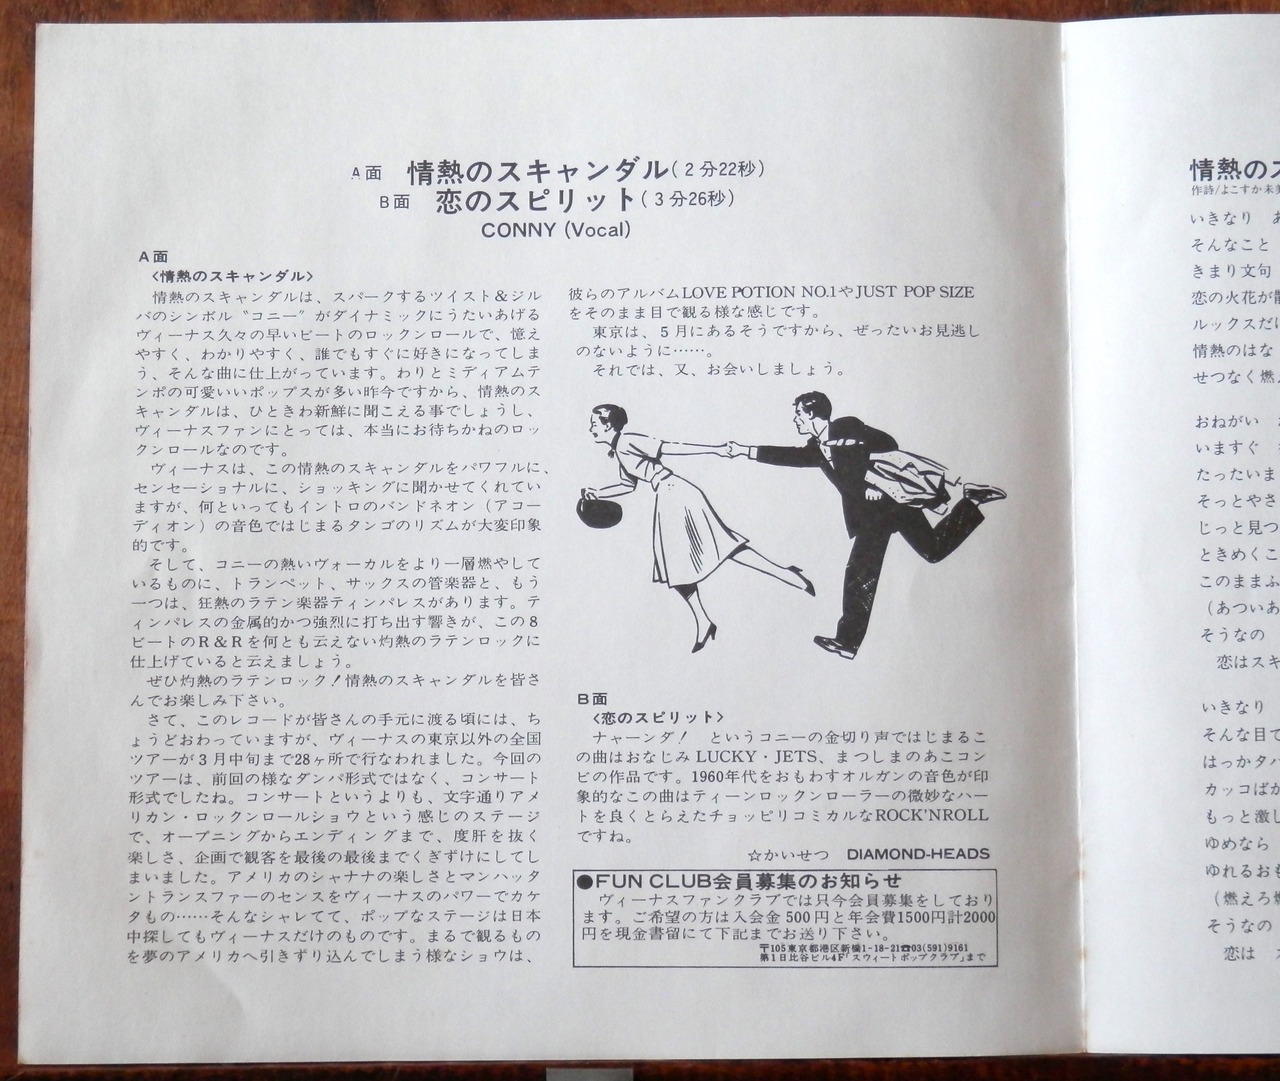 A面 情熱のスキャンダル(2分22秒)
B面 恋のスピリット(3分26秒)
CONNY (Vocal)
A面
〈情熱のスキャンダル〉
情熱のスキャンダルは、スパークするツイスト&ジル
バのシンボル〝コニー〟がダイナミックにうたいあげる
ヴィーナス久々の早いビートのロックンロールで、憶え
やすく、わかりやすく、誰でもすぐに好きになってしま
う、そんな曲に仕上がっています。わりとミディアムテ
ンポの可愛いいポップスが多い昨今ですから、情熱のス
キャンダルは、ひときわ新鮮に聞こえる事でしょうし、
ヴィーナスファンにとっては、本当にお待ちかねのロッ
クンロールなのです。
ヴィーナスは、この情熱のスキャンダルをパワフルに、
センセーショナルに、ショッキングに聞かせてくれてい
ますが、何といってもイントロのバンドネオン(アコー
ディオン)の音色ではじまるタンゴのリズムが大変印象
的です。
そして、コニーの熱いヴォーカルをより一層燃やして
いるものに、トランペット、サックスの管楽器と、もう
一つは、狂熱のラテン楽器ティンパレスがあります。テ
ィンパレスの金属的かつ強烈に打ち出す響きが、この8
ビートのR&Rを何とも云えない灼熱のラテンロックに
仕上げていると云えましょう。
ぜひ灼熱のラテンロック!情熱のスキャンダルを皆さ
んでお楽しみ下さい。
さて、このレコードが皆さんの手元に渡る頃には、ち
ょうどおわっていますが、ヴィーナスの東京以外の全国
ツアーが3月中旬まで28ヶ所で行なわれました。今回の
ツアーは、前回の様なダンパ形式ではなく、コンサート
形式でしたね。コンサートというよりも、文字通りアメ
リカン・ロックンロールショウという感じのステージ
で、オープニングからエンディングまで、度肝を抜く
楽しさ、企画で観客を最後の最後までくぎずけにしてし
まいました。アメリカのシャナナの楽しさとマンハッタ
ントランスファーのセンスをヴィーナスのパワーでカケ
タもの……そんなシャレてて、ポップなステージは日本
中探してもヴィーナスだけのものです。まるで観るもの
を夢のアメリカへ引きずり込んでしまう様なショウは、
彼らのアルバムLOVE POTION NO.1やJUST POP SIZE
をそのまま目で観る様な感じです。
東京は、5月にあるそうですから、ぜったいお見逃し
のないように……。
それでは、又、お会いしましょう。
B面
〈恋のスピリット〉
ナャーンダ! というコニーの金切り声ではじまるこ
の曲はおなじみ LUCKY・JETS、まつしまのあこコン
ビの作品です。1960年代をおもわすオルガンの音色が印
象的なこの曲はティーンロックンローラーの微妙なハー
トを良くとらえたチョッピリコミカルなROCK'NROLL
ですね。
☆かいせつ DIAMOND-HEADS
●FUN CLUB会員募集のお知らせ
ヴィーナスファンクラブでは只今会員募集をしており
ます。ご希望の方は入会金500円と年会費1500円計2000
円を現金書留にて下記までお送り下さい。
〒105東京都港区新橋1-18-21☎03(591)9161
第1日比谷ビル4F「スウィートポップクラブ」まで
情熱のス
作詩/よこすか未美
いきなり あ
そんなこと
きまり文句
恋の火花が散
ルックスだけ
情熱のはな
せつなく燃え
おねがい
いますぐ
たったいま
そっとやさ
じっと見つ
ときめくこ
このままふ
(あついあ
そうなの
恋はスキ
いきなり
そんな目で
はっかタバ
カッコばか
もっと激し
ゆめなら
ゆれるおも
(燃えろ燃
そうなの
恋は ス